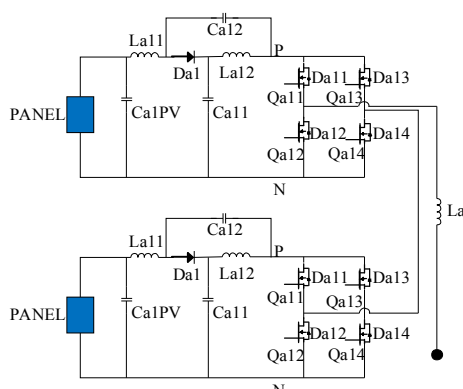 Ca12
La11
P
Da1
La12
Da11
Da13
Qa11
Qa13
PANEL
Ca1PV
Ca11
Da12
Da14
Qa12
Qa14
N
La
Ca12
La11
P
Da1
La12
Da11
Da13
Qa11
Qa13
PANEL
Ca1PV
Ca11
Da12
Da14
Qa12
Qa14
N